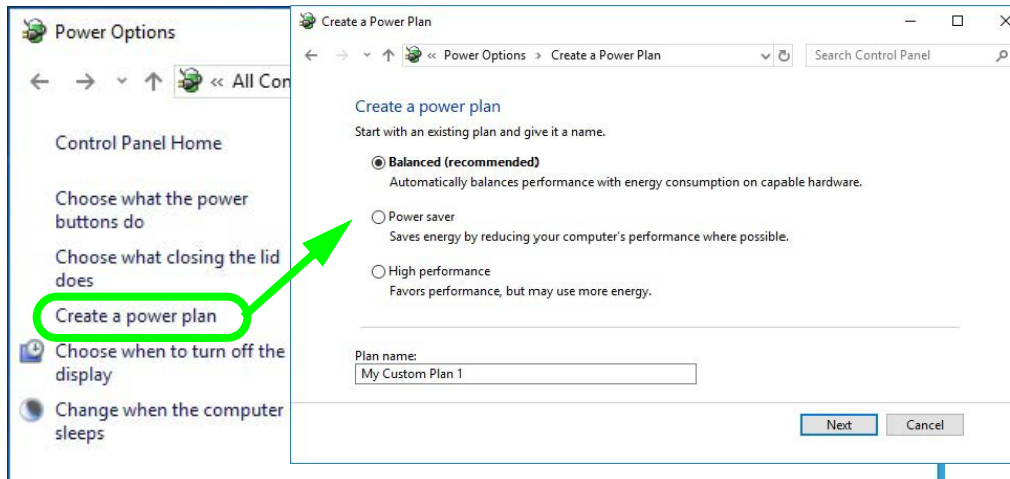 Power Options
« All Con
Control Panel Home
Choose what the power
buttons do
Choose what closing the lid
does
Create a power plan
Choose when to turn off the
display
Change when the computer
sleeps
Create a Power Plan
« Power Options > Create a Power Plan
Search Control Panel
Create a power plan
Start with an existing plan and give it a name.
Balanced (recommended)
Automatically balances performance with energy consumption on capable hardware.
Power saver
Saves energy by reducing your computer's performance where possible.
High performance
Favors performance, but may use more energy.
Plan name:
My Custom Plan 1
Next
Cancel